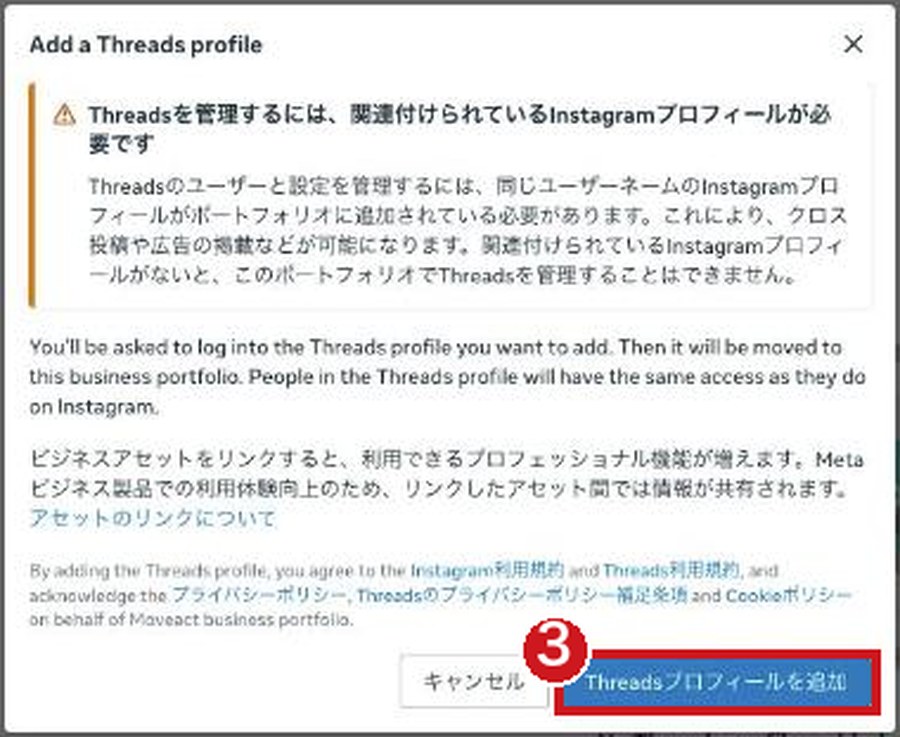 Add a Threads profile
Threadsを管理するには、関連付けられているInstagramプロフィールが必
要です
Threadsのユーザーと設定を管理するには、同じユーザーネームのInstagramプロ
フィールがポートフォリオに追加されている必要があります。これにより、クロス
投稿や広告の掲載などが可能になります。関連付けられているInstagramプロフィ
ールがないと、このポートフォリオでThreadsを管理することはできません。
You'll be asked to log into the Threads profile you want to add. Then it will be moved to
this business portfolio. People in the Threads profile will have the same access as they do
on Instagram.
ビジネスアセットをリンクすると、利用できるプロフェッショナル機能が増えます。Meta
ビジネス製品での利用体験向上のため、リンクしたアセット間では情報が共有されます。
アセットのリンクについて
By adding the Threads profile, you agree to the Instagram利用規約 and Threads利用規約, and
acknowledge the プライバシーポリシー, Threadsのプライバシーポリシー補足条項 and Cookieポリシー
on behalf of Moveact business portfolio.
キャンセル
3
Threadsプロフィールを追加